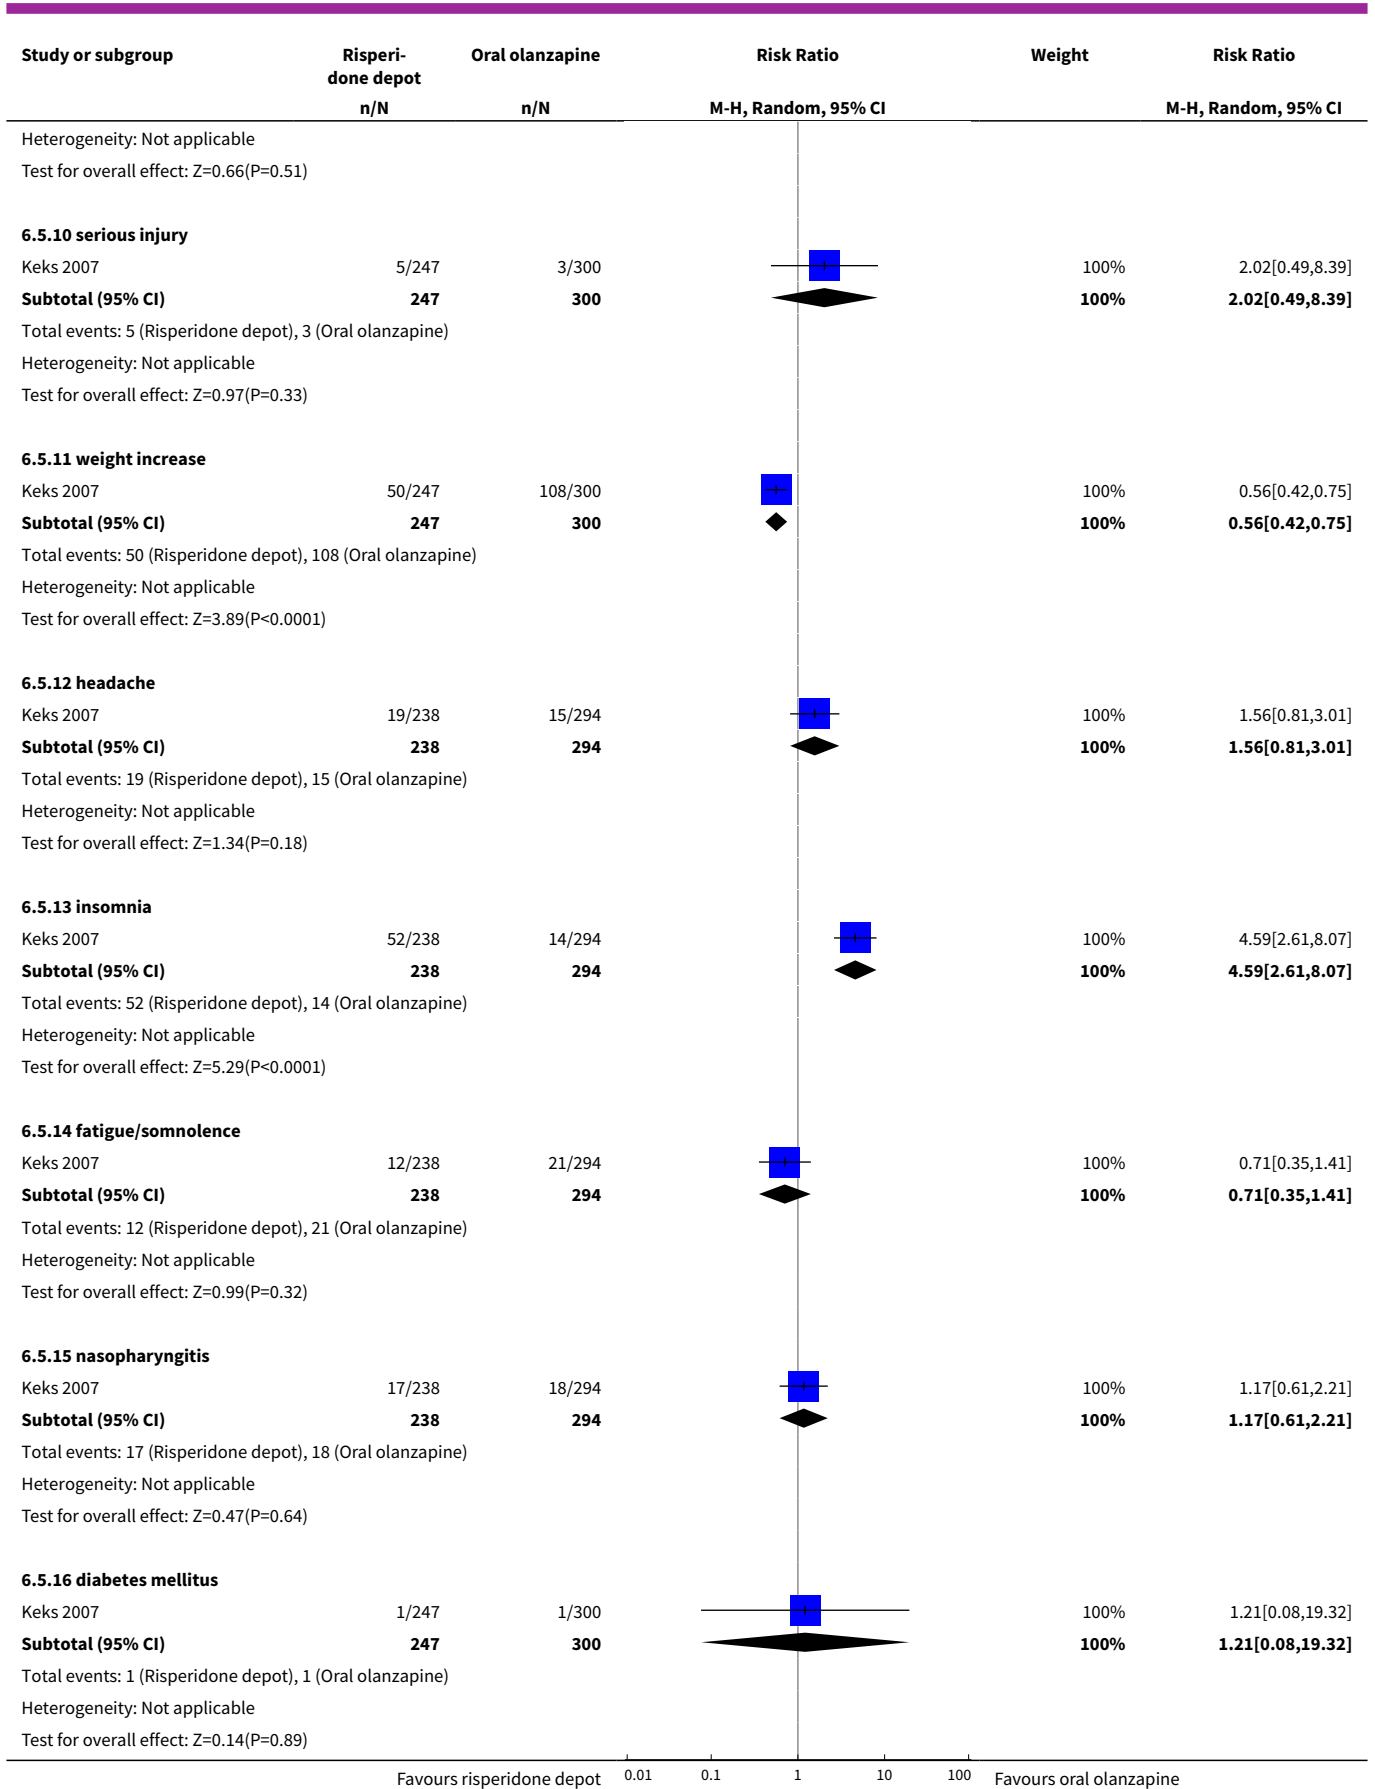 Study or subgroup Risperi- Oral olanzapine Risk Ratio Weight Risk Ratio
done depot
n/N n/N M-H, Random, 95% CI M-H, Random, 95% CI
Heterogeneity: Not applicable
Test for overall effect: Z=0.66(P=0.51)
6.5.10 serious injury
Keks 2007 5/247 3/300 100% 2.02[0.49,8.39]
Subtotal (95% CI) 247 300 100% 2.02[0.49,8.39]
Total events: 5 (Risperidone depot), 3 (Oral olanzapine)
Heterogeneity: Not applicable
Test for overall effect: Z=0.97(P=0.33)
6.5.11 weight increase
Keks 2007 50/247 108/300 100% 0.56[0.42,0.75]
Subtotal (95% CI) 247 300 100% 0.56[0.42,0.75]
Total events: 50 (Risperidone depot), 108 (Oral olanzapine)
Heterogeneity: Not applicable
Test for overall effect: Z=3.89(P<0.0001)
6.5.12 headache
Keks 2007 19/238 15/294 100% 1.56[0.81,3.01]
Subtotal (95% CI) 238 294 100% 1.56[0.81,3.01]
Total events: 19 (Risperidone depot), 15 (Oral olanzapine)
Heterogeneity: Not applicable
Test for overall effect: Z=1.34(P=0.18)
6.5.13 insomnia
Keks 2007 52/238 14/294 100% 4.59[2.61,8.07]
Subtotal (95% CI) 238 294 100% 4.59[2.61,8.07]
Total events: 52 (Risperidone depot), 14 (Oral olanzapine)
Heterogeneity: Not applicable
Test for overall effect: Z=5.29(P<0.0001)
6.5.14 fatigue/somnolence
Keks 2007 12/238 21/294 100% 0.71[0.35,1.41]
Subtotal (95% CI) 238 294 100% 0.71[0.35,1.41]
Total events: 12 (Risperidone depot), 21 (Oral olanzapine)
Heterogeneity: Not applicable
Test for overall effect: Z=0.99(P=0.32)
6.5.15 nasopharyngitis
Keks 2007 17/238 18/294 100% 1.17[0.61,2.21]
Subtotal (95% CI) 238 294 100% 1.17[0.61,2.21]
Total events: 17 (Risperidone depot), 18 (Oral olanzapine)
Heterogeneity: Not applicable
Test for overall effect: Z=0.47(P=0.64)
6.5.16 diabetes mellitus
Keks 2007 1/247 1/300 100% 1.21[0.08,19.32]
Subtotal (95% CI) 247 300 100% 1.21[0.08,19.32]
Total events: 1 (Risperidone depot), 1 (Oral olanzapine)
Heterogeneity: Not applicable
Test for overall effect: Z=0.14(P=0.89)
Favours risperidone depot 0.01 0.1 1 10 100 Favours oral olanzapine